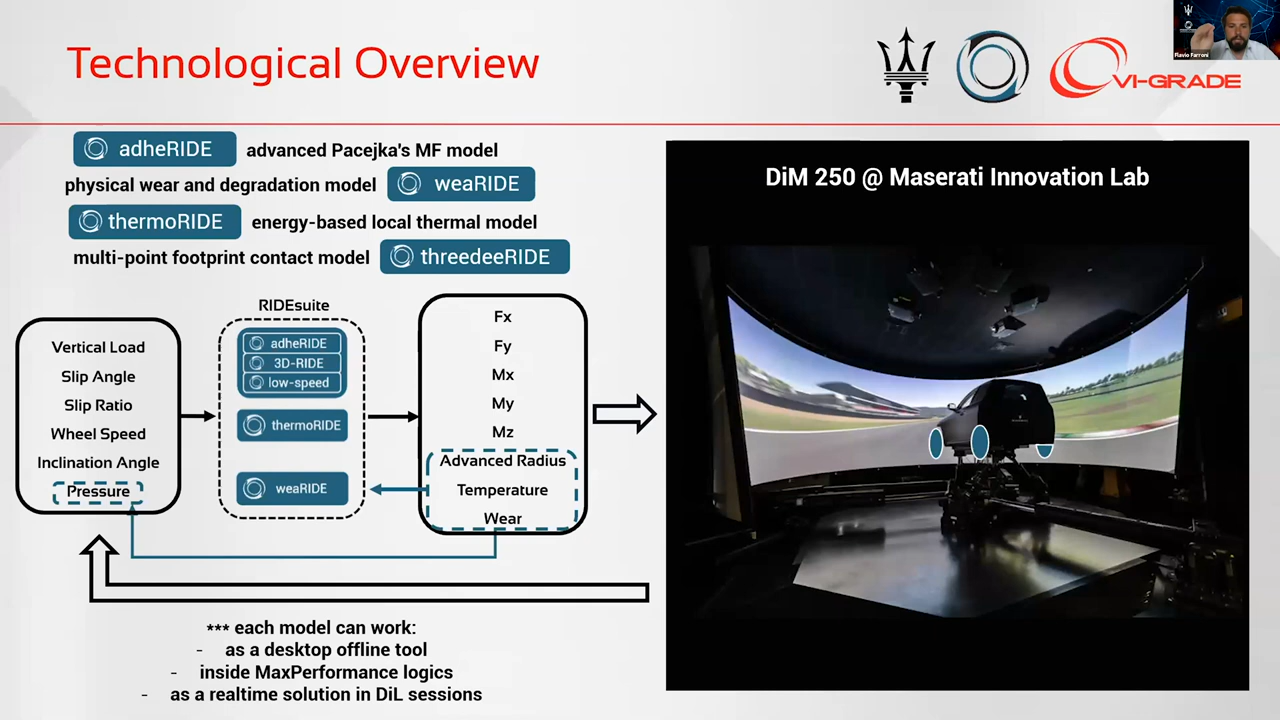 Technological Overview
VI-GRADE
Flavio Farroni
adheRIDE advanced Pacejka's MF model
physical wear and degradation model weaRIDE
thermoRIDE energy-based local thermal model
multi-point footprint contact model threedeeRIDE
RIDEsuite
Vertical Load
Slip Angle
Slip Ratio
Wheel Speed
Inclination Angle
Pressure
adheRIDE
3D-RIDE
low-speed
thermoRIDE
weaRIDE
Fx
Fy
Mx
My
Mz
Advanced Radius
Temperature
Wear
*** each model can work:
- as a desktop offline tool
- inside MaxPerformance logics
- as a realtime solution in DiL sessions
DiM 250 @ Maserati Innovation Lab